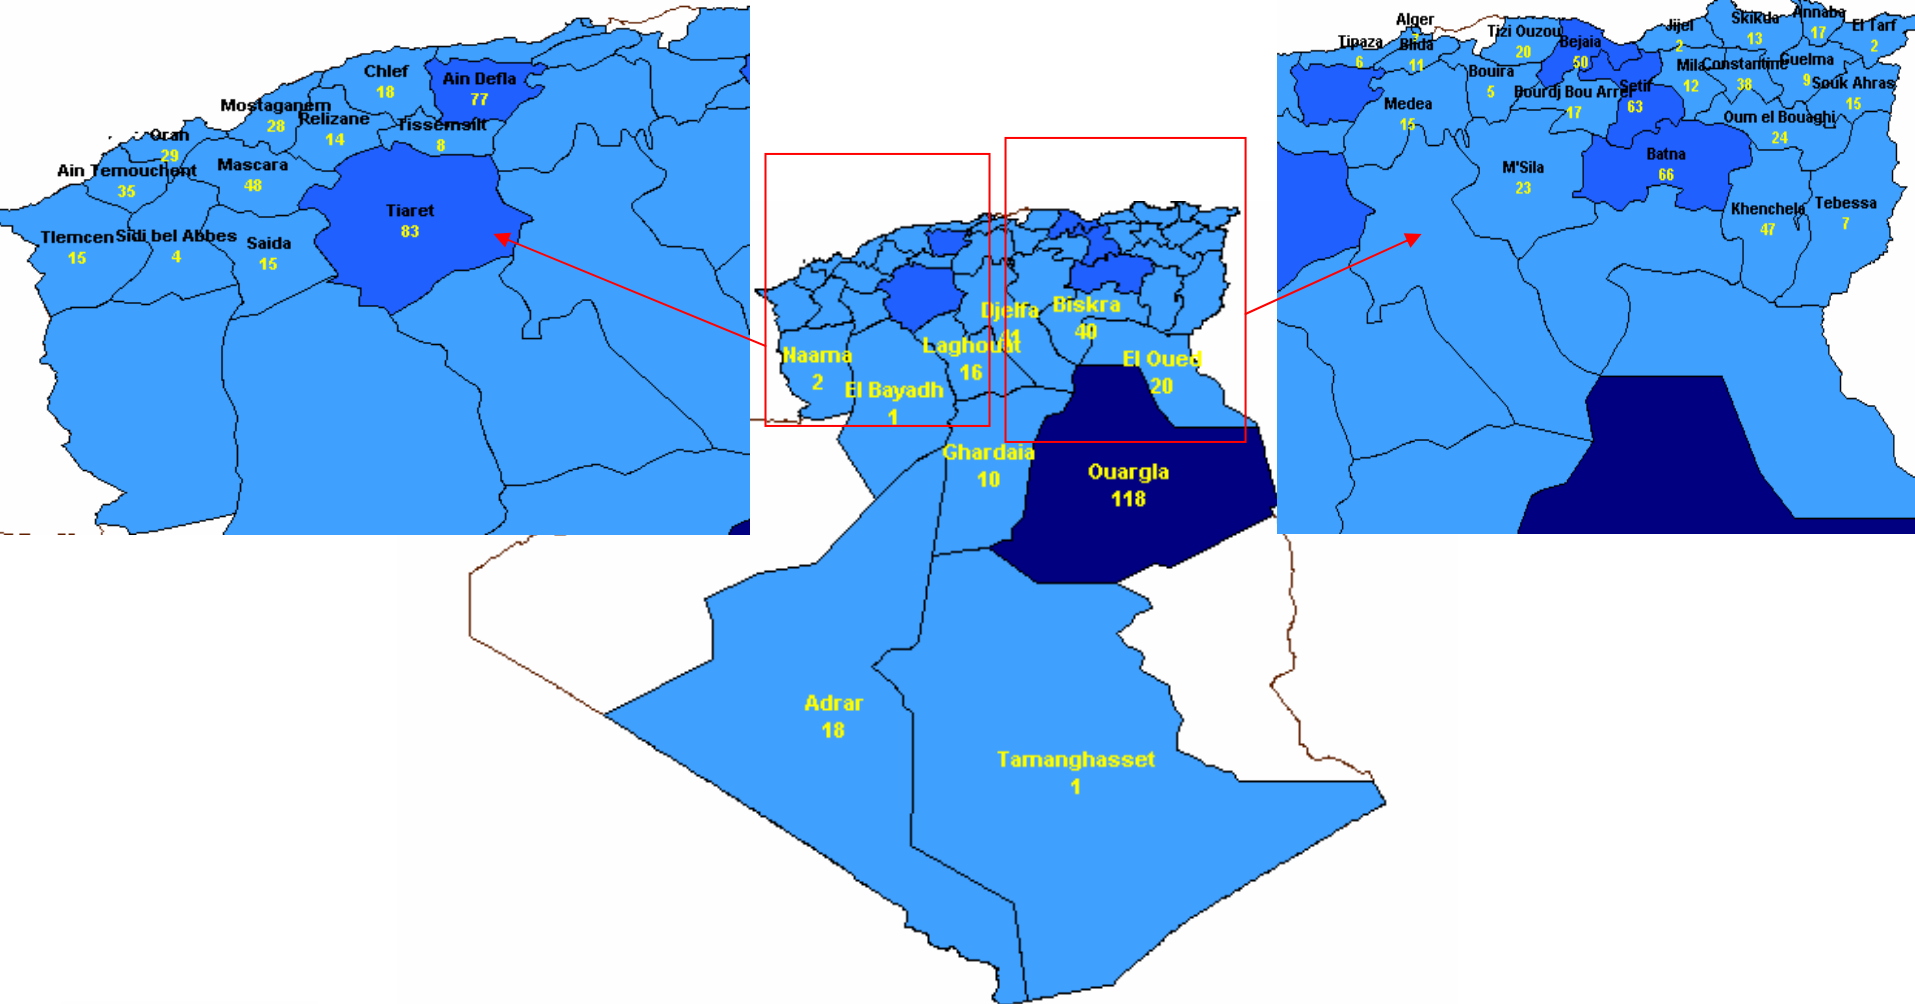 Chlef
18
Ain Defla
77
Mostaganem
28
Relizane
14
Tissemsilt
8
Oran
29
Ain Temouchent
35
Mascara
48
Tiaret
83
Tlemcen
15
Sidi bel Abbes
4
Saida
15
Naama
2
El Bayadh
1
Laghouat
16
Djelfa
41
Biskra
40
El Oued
20
Ghardaia
10
Ouargla
118
Adrar
18
Tamanghasset
1
Alger
Tipaza
6
Blida
11
Tizi Ouzou
20
Bejaia
50
Jijel
2
Skikda
13
Annaba
17
El Tarf
2
Medea
15
Bouira
5
Bourdj Bou Arrer
17
Setif
63
Mila
12
Constantine
38
Guelma
9
Souk Ahras
15
Oum el Bouaghi
24
M'Sila
23
Batna
66
Khenchela
47
Tebessa
7